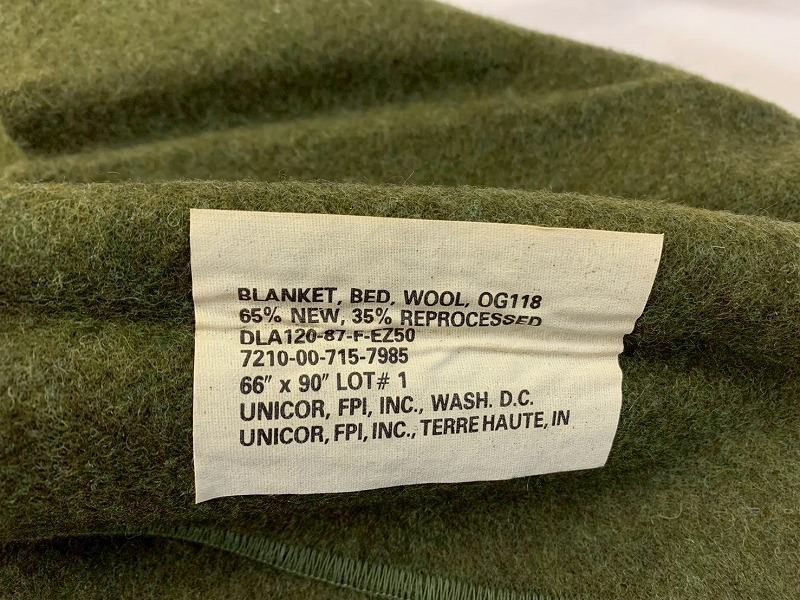 BLANKET, BED, WOOL, OG118
65% NEW, 35% REPROCESSED
DLA120-87-F-EZ50
7210-00-715-7985
66" x 90" LOT# 1
UNICOR, FPI, INC., WASH. D.C.
UNICOR, FPI, INC., TERRE HAUTE, IN